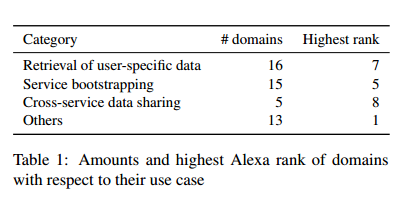 Category # domains Highest rank
Retrieval of user-specific data 16 7
Service bootstrapping 15 5
Cross-service data sharing 5 8
Others 13 1
Table 1: Amounts and highest Alexa rank of domains
with respect to their use case